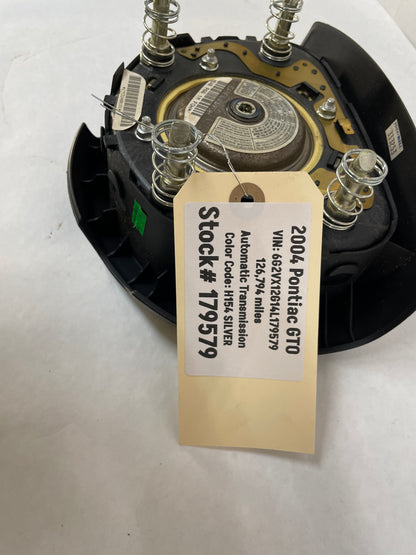 2004 Pontiac GTO
VIN: 6G2VX12G14L179579
126,794 miles
Automatic Transmission
Color Code: H154 SILVER
Stock# 179579